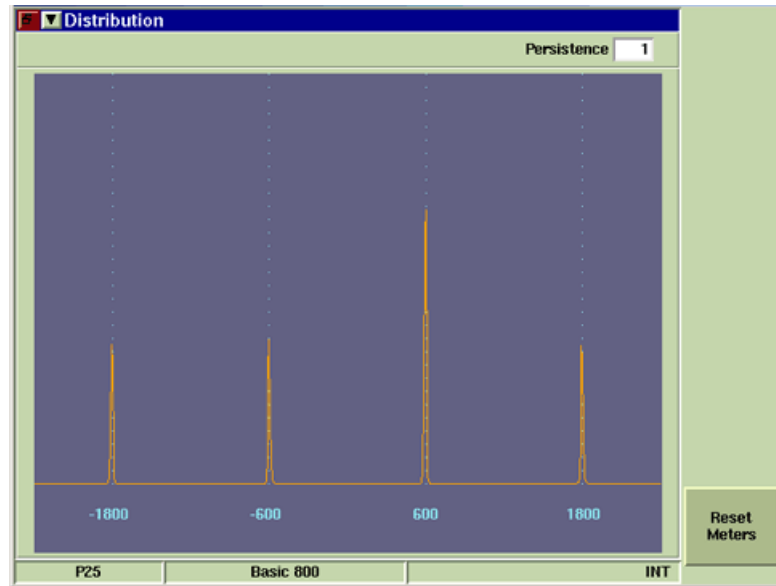 Distribution
Persistence 1
-1800 -600 600 1800
Reset
Meters
P25 Basic 800 INT